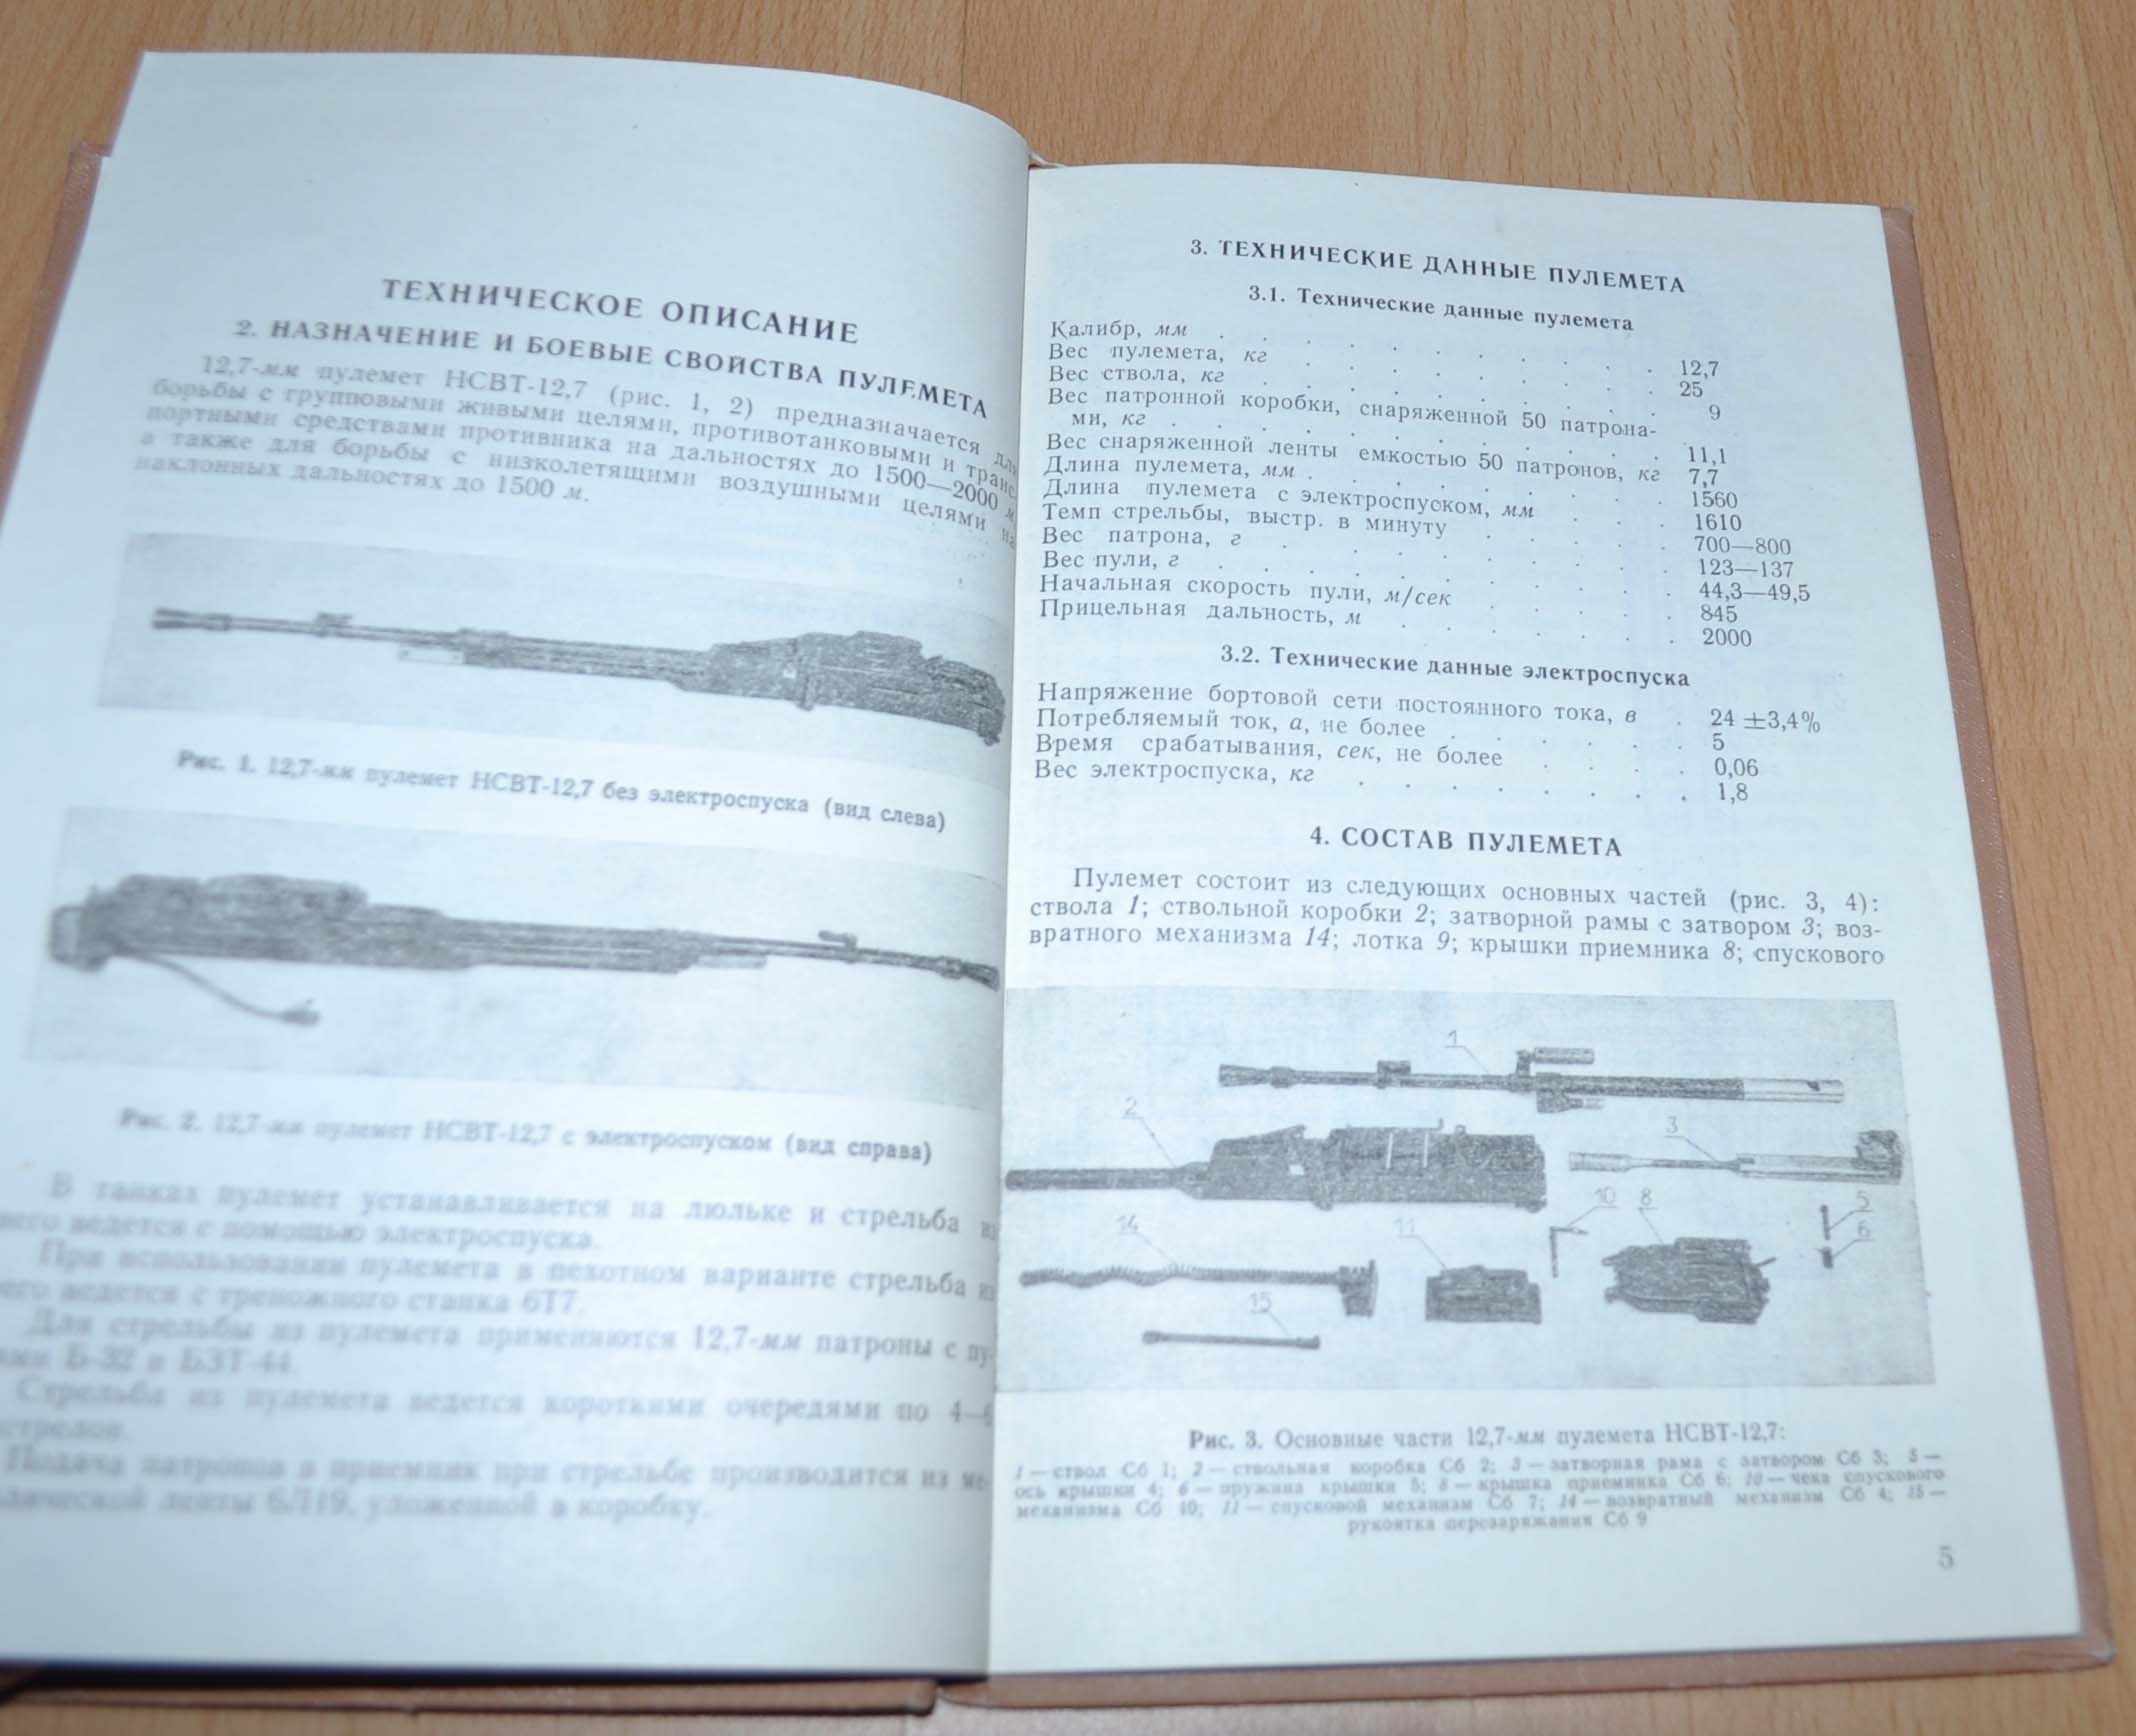 ТЕХНИЧЕСКОЕ ОПИСАНИЕ
2. НАЗНАЧЕНИЕ И БОЕВЫЕ СВОЙСТВА ПУЛЕМЕТА
12,7-мм пулемет НСВТ-12,7 (рис. 1, 2) предназначается для
борьбы с групповыми живыми целями, противотанковыми и транс-
портными средствами противника на дальностях до 1500—2000 м,
а также для борьбы с низколетящими воздушными целями на
наклонных дальностях до 1500 м.
Рис. 1. 12,7-мм пулемет НСВТ-12,7 без электроспуска (вид слева)
Рис. 2. 12,7-мм пулемет НСВТ-12,7 с электроспуском (вид справа)
В танках пулемет устанавливается на люльке и стрельба из
него ведется с помощью электроспуска.
При использовании пулемета в пехотном варианте стрельба из
него ведется с треножного станка 6Т7.
Для стрельбы из пулемета применяются 12,7-мм патроны с пу-
лями Б-32 и БЗТ-44.
Стрельба из пулемета ведется короткими очередями по 4—6
выстрелов.
Подача патронов в приемник при стрельбе производится из ме-
таллической ленты 6Л19, уложенной в коробку.
3. ТЕХНИЧЕСКИЕ ДАННЫЕ ПУЛЕМЕТА
3.1. Технические данные пулемета
Калибр, мм . . . . . . . . . . 12,7
Вес пулемета, кг . . . . . . . . . 25
Вес ствола, кг . . . . . . . . . . 9
Вес патронной коробки, снаряженной 50 патрона-
ми, кг . . . . . . . . . . . 11,1
Вес снаряженной ленты емкостью 50 патронов, кг 7,7
Длина пулемета, мм . . . . . . . . . 1560
Длина пулемета с электроспуском, мм . . . 1610
Темп стрельбы, выстр. в минуту . . . . . 700—800
Вес патрона, г . . . . . . . . . 123—137
Вес пули, г . . . . . . . . . . 44,3—49,5
Начальная скорость пули, м/сек . . . . . 845
Прицельная дальность, м . . . . . . . 2000
3.2. Технические данные электроспуска
Напряжение бортовой сети постоянного тока, в . 24 ±3,4%
Потребляемый ток, а, не более . . . . . . 5
Время срабатывания, сек, не более . . . . 0,06
Вес электроспуска, кг . . . . . . . . 1,8
4. СОСТАВ ПУЛЕМЕТА
Пулемет состоит из следующих основных частей (рис. 3, 4):
ствола 1; ствольной коробки 2; затворной рамы с затвором 3; воз-
вратного механизма 14; лотка 9; крышки приемника 8; спускового
1
2
3
10 8
5
6
14
11
15
Рис. 3. Основные части 12,7-мм пулемета НСВТ-12,7:
1 — ствол Сб 1; 2 — ствольная коробка Сб 2; 3 — затворная рама с затвором Сб 3; 5 —
ось крышки 4; 6 — пружина крышки 5; 8 — крышка приемника Сб 6; 10 — чека спускового
механизма Сб 10; 11 — спусковой механизм Сб 7; 14 — возвратный механизм Сб 4; 15 —
рукоятка перезаряжания Сб 9
5